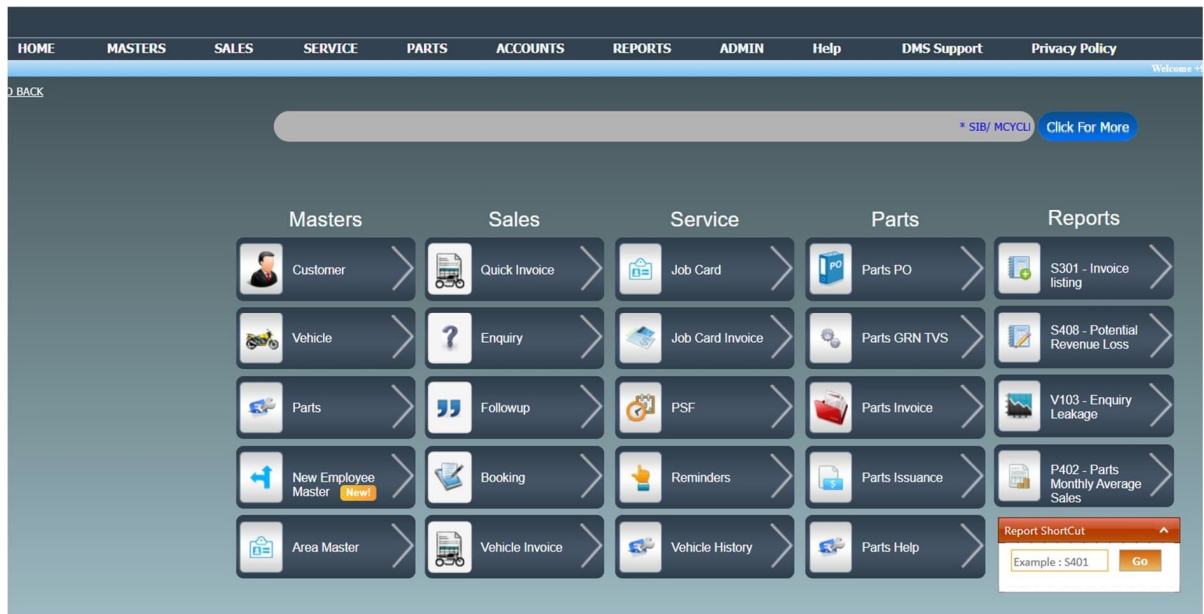 HOME MASTERS SALES SERVICE PARTS ACCOUNTS REPORTS ADMIN Help DMS Support Privacy Policy
Welcome
BACK
* SIB/ MCYCL Click For More
Masters Sales Service Parts Reports
Customer
Quick Invoice
Job Card
Parts PO
S301 - Invoice
listing
Vehicle
Enquiry
Job Card Invoice
Parts GRN TVS
S408 - Potential
Revenue Loss
Parts
Followup
PSF
Parts Invoice
V103 - Enquiry
Leakage
New Employee
Master New!
Booking
Reminders
Parts Issuance
P402 - Parts
Monthly Average
Sales
Area Master
Vehicle Invoice
Vehicle History
Parts Help
Report ShortCut
Example : S401 Go
PO